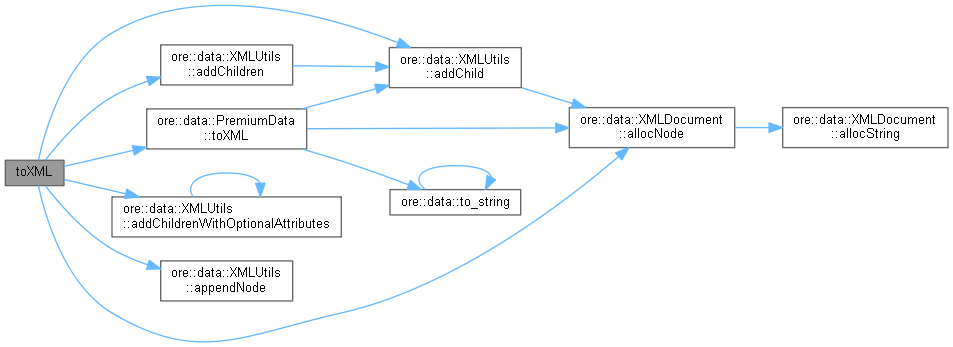 toXML
ore::data::XMLUtils
::addChildren
ore::data::PremiumData
::toXML
ore::data::XMLUtils
::addChildrenWithOptionalAttributes
ore::data::XMLUtils
::appendNode
ore::data::XMLUtils
::addChild
ore::data::to_string
ore::data::XMLDocument
::allocNode
ore::data::XMLDocument
::allocString